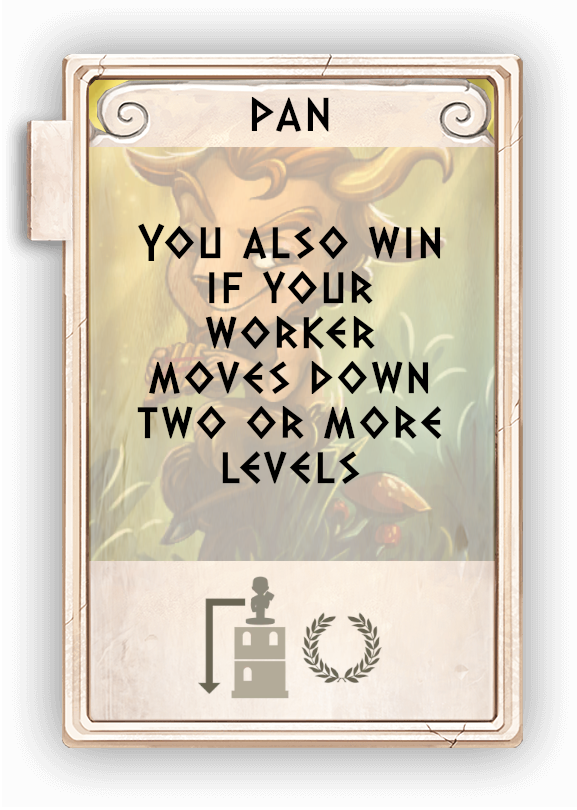 PAN
YOU ALSO WIN
IF YOUR
WORKER
MOVES DOWN
TWO OR MORE
LEVELS